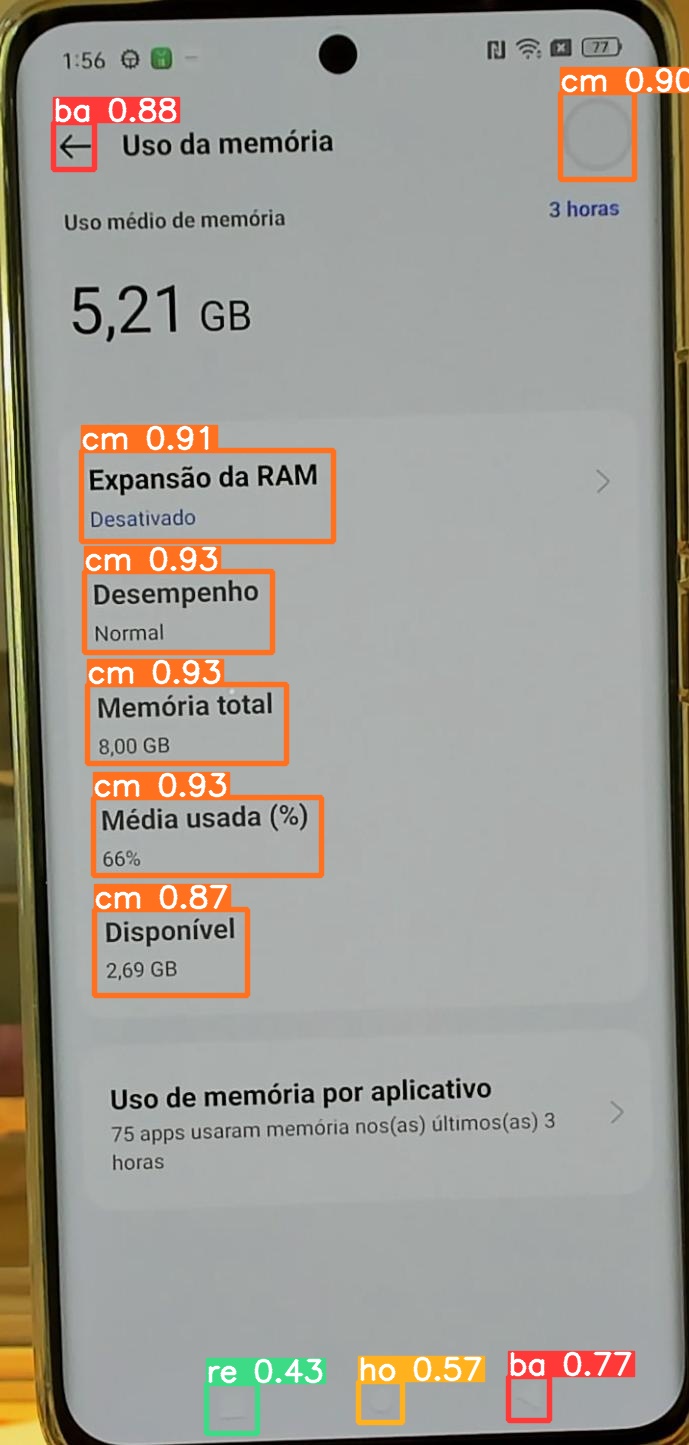 1:56
77
cm 0.90
ba 0.88
Uso da memória
Uso médio de memória
3 horas
5,21 GB
cm 0.91
Expansão da RAM
Desativado
cm 0.93
Desempenho
Normal
cm 0.93
Memória total
8,00 GB
cm 0.93
Média usada (%)
66%
cm 0.87
Disponível
2,69 GB
Uso de memória por aplicativo
75 apps usaram memória nos(as) últimos(as) 3
horas
re 0.43
ho 0.57
ba 0.77